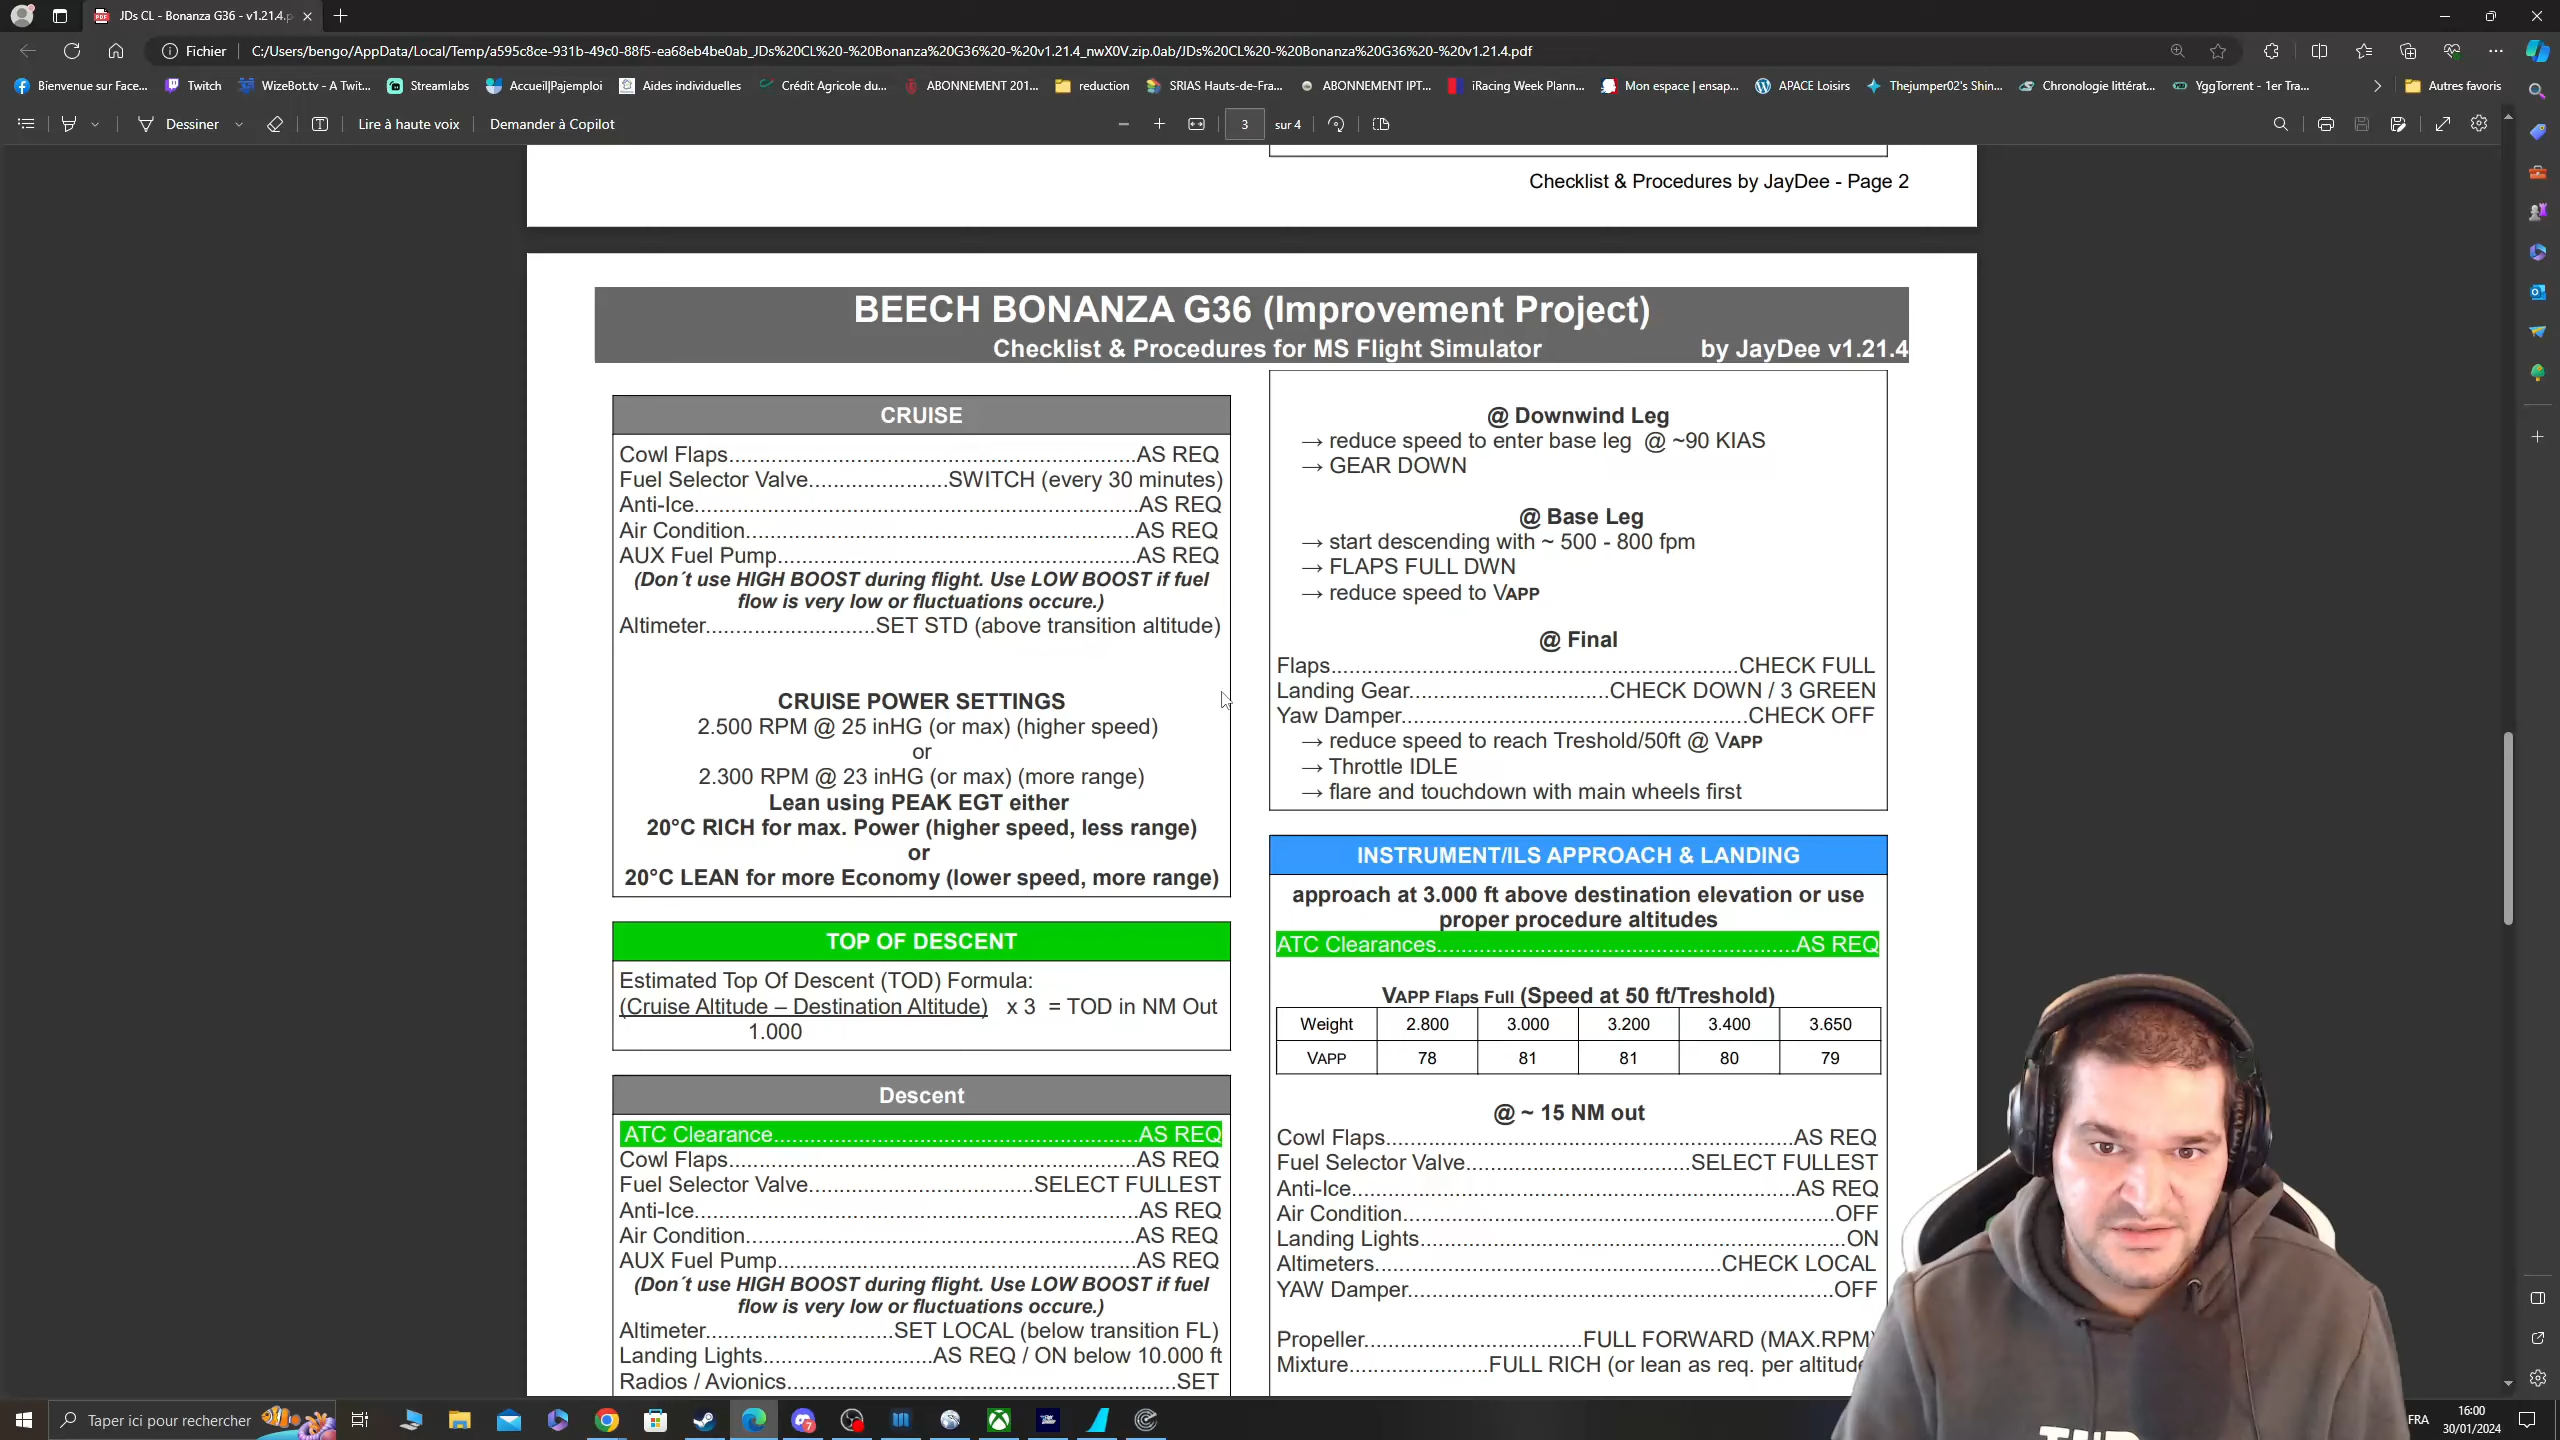 JDs CL - Bonanza G36 - v1.21.4.p
Fichier
C:/Users/bengo/AppData/Local/Temp/a595c8ce-931b-49c0-88f5-ea68eb4be0ab_JDs%20CL%20-%20Bonanza%20G36%20-%20v1.21.4_nwX0V.zip.0ab/JDs%20CL%20-%20Bonanza%20G36%20-%20v1.21.4.pdf
Bienvenue sur Face... Twitch WizeBot.tv - A Twit... Streamlabs Accueil|Pajemploi Aides individuelles Crédit Agricole du... ABONNEMENT 201... reduction SRIAS Hauts-de-Fra... ABONNEMENT IPT... iRacing Week Plann... Mon espace | ensap... APACE Loisirs Thejumper02's Shin... Chronologie littérat... YggTorrent - 1er Tra... Autres favoris
Dessiner Lire à haute voix Demander à Copilot 3 sur 4
Checklist & Procedures by JayDee - Page 2
BEECH BONANZA G36 (Improvement Project)
Checklist & Procedures for MS Flight Simulator by JayDee v1.21.4
CRUISE
Cowl Flaps....................................................................AS REQ
Fuel Selector Valve.......................SWITCH (every 30 minutes)
Anti-Ice.........................................................................AS REQ
Air Condition................................................................AS REQ
AUX Fuel Pump...........................................................AS REQ
(Don´t use HIGH BOOST during flight. Use LOW BOOST if fuel
flow is very low or fluctuations occure.)
Altimeter............................SET STD (above transition altitude)
CRUISE POWER SETTINGS
2.500 RPM @ 25 inHG (or max) (higher speed)
or
2.300 RPM @ 23 inHG (or max) (more range)
Lean using PEAK EGT either
20°C RICH for max. Power (higher speed, less range)
or
20°C LEAN for more Economy (lower speed, more range)
TOP OF DESCENT
Estimated Top Of Descent (TOD) Formula:
(Cruise Altitude – Destination Altitude) x 3 = TOD in NM Out
1.000
Descent
ATC Clearance............................................................AS REQ
Cowl Flaps....................................................................AS REQ
Fuel Selector Valve.....................................SELECT FULLEST
Anti-Ice.........................................................................AS REQ
Air Condition................................................................AS REQ
AUX Fuel Pump...........................................................AS REQ
(Don´t use HIGH BOOST during flight. Use LOW BOOST if fuel
flow is very low or fluctuations occure.)
Altimeter...............................SET LOCAL (below transition FL)
Landing Lights............................AS REQ / ON below 10.000 ft
Radios / Avionics................................................................SET
@ Downwind Leg
→ reduce speed to enter base leg @ ~90 KIAS
→ GEAR DOWN
@ Base Leg
→ start descending with ~ 500 - 800 fpm
→ FLAPS FULL DWN
→ reduce speed to VAPP
@ Final
Flaps...................................................................CHECK FULL
Landing Gear.................................CHECK DOWN / 3 GREEN
Yaw Damper.........................................................CHECK OFF
→ reduce speed to reach Treshold/50ft @ VAPP
→ Throttle IDLE
→ flare and touchdown with main wheels first
INSTRUMENT/ILS APPROACH & LANDING
approach at 3.000 ft above destination elevation or use
proper procedure altitudes
ATC Clearances...........................................................AS REQ
VAPP Flaps Full (Speed at 50 ft/Treshold)
Weight 2.800 3.000 3.200 3.400 3.650
VAPP 78 81 81 80 79
@ ~ 15 NM out
Cowl Flaps....................................................................AS REQ
Fuel Selector Valve.....................................SELECT FULLEST
Anti-Ice.........................................................................AS REQ
Air Condition.......................................................................OFF
Landing Lights......................................................................ON
Altimeters.........................................................CHECK LOCAL
YAW Damper......................................................................OFF
Propeller..................................FULL FORWARD (MAX.RPM)
Mixture.......................FULL RICH (or lean as req. per altitude
Taper ici pour rechercher
FRA
16:00
30/01/2024